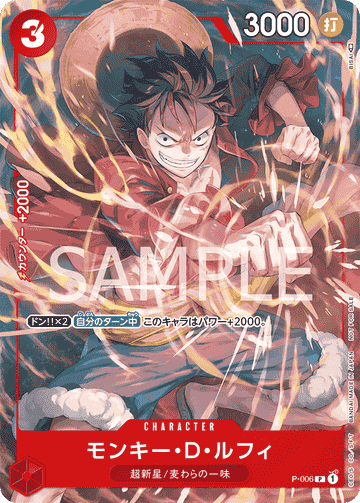 3
3000 打
カウンター +2000
SAMPLE
ドン!!×2 自分のターン中 このキャラはパワー+2000。
CHARACTER
モンキー・D・ルフィ
超新星/麦わらの一味
P-006 P 1